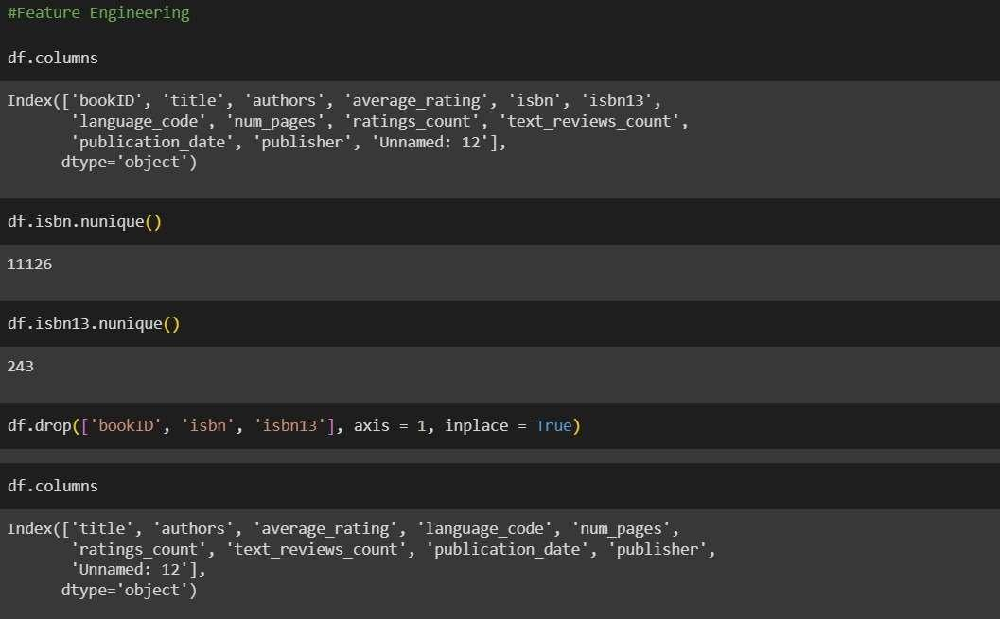 #Feature Engineering
df.columns
Index(['bookID', 'title', 'authors', 'average_rating', 'isbn', 'isbn13',
'language_code', 'num_pages', 'ratings_count', 'text_reviews_count',
'publication_date', 'publisher', 'Unnamed: 12'],
dtype='object')
df.isbn.nunique()
11126
df.isbn13.nunique()
243
df.drop(['bookID', 'isbn', 'isbn13'], axis = 1, inplace = True)
df.columns
Index(['title', 'authors', 'average_rating', 'language_code', 'num_pages',
'ratings_count', 'text_reviews_count', 'publication_date', 'publisher',
'Unnamed: 12'],
dtype='object')